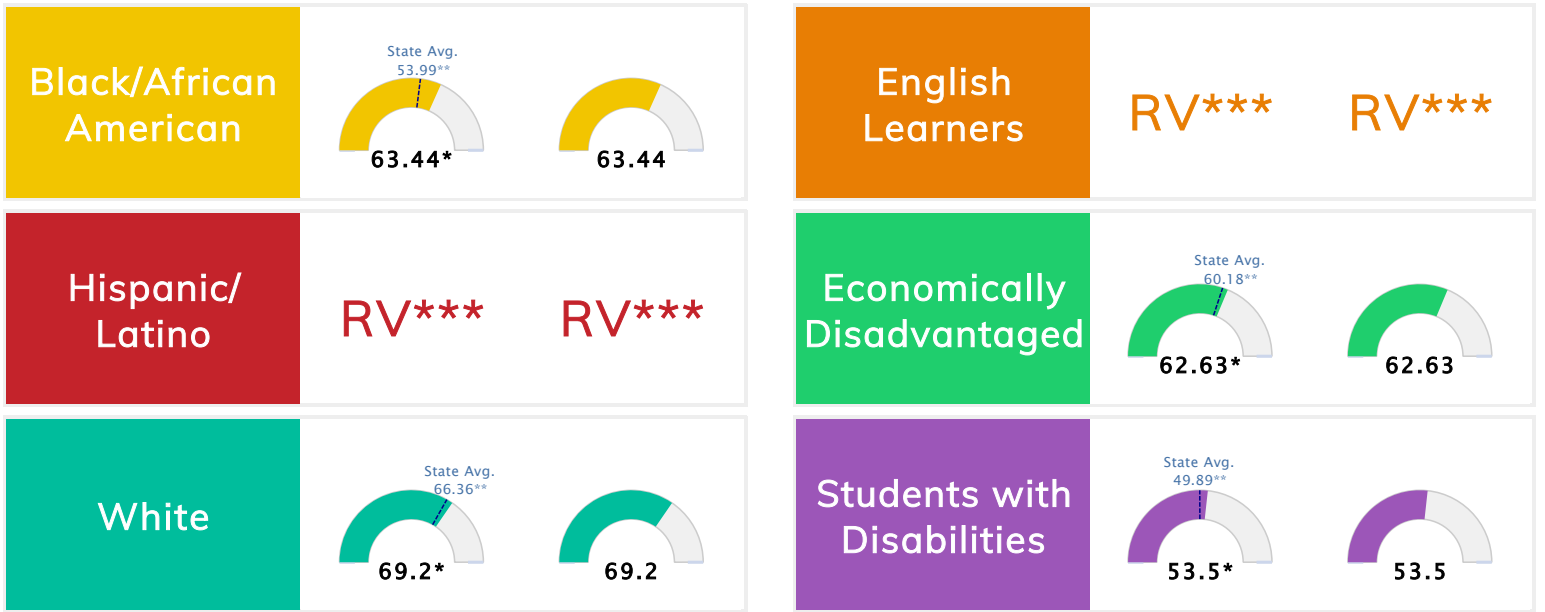 Black/African
American
State Avg.
53.99**
63.44*
63.44
English
Learners
RV***
RV***
Hispanic/
Latino
RV***
RV***
Economically
Disadvantaged
State Avg.
60.18**
62.63*
62.63
White
State Avg.
66.36**
69.2*
69.2
Students with
Disabilities
State Avg.
49.89**
53.5*
53.5